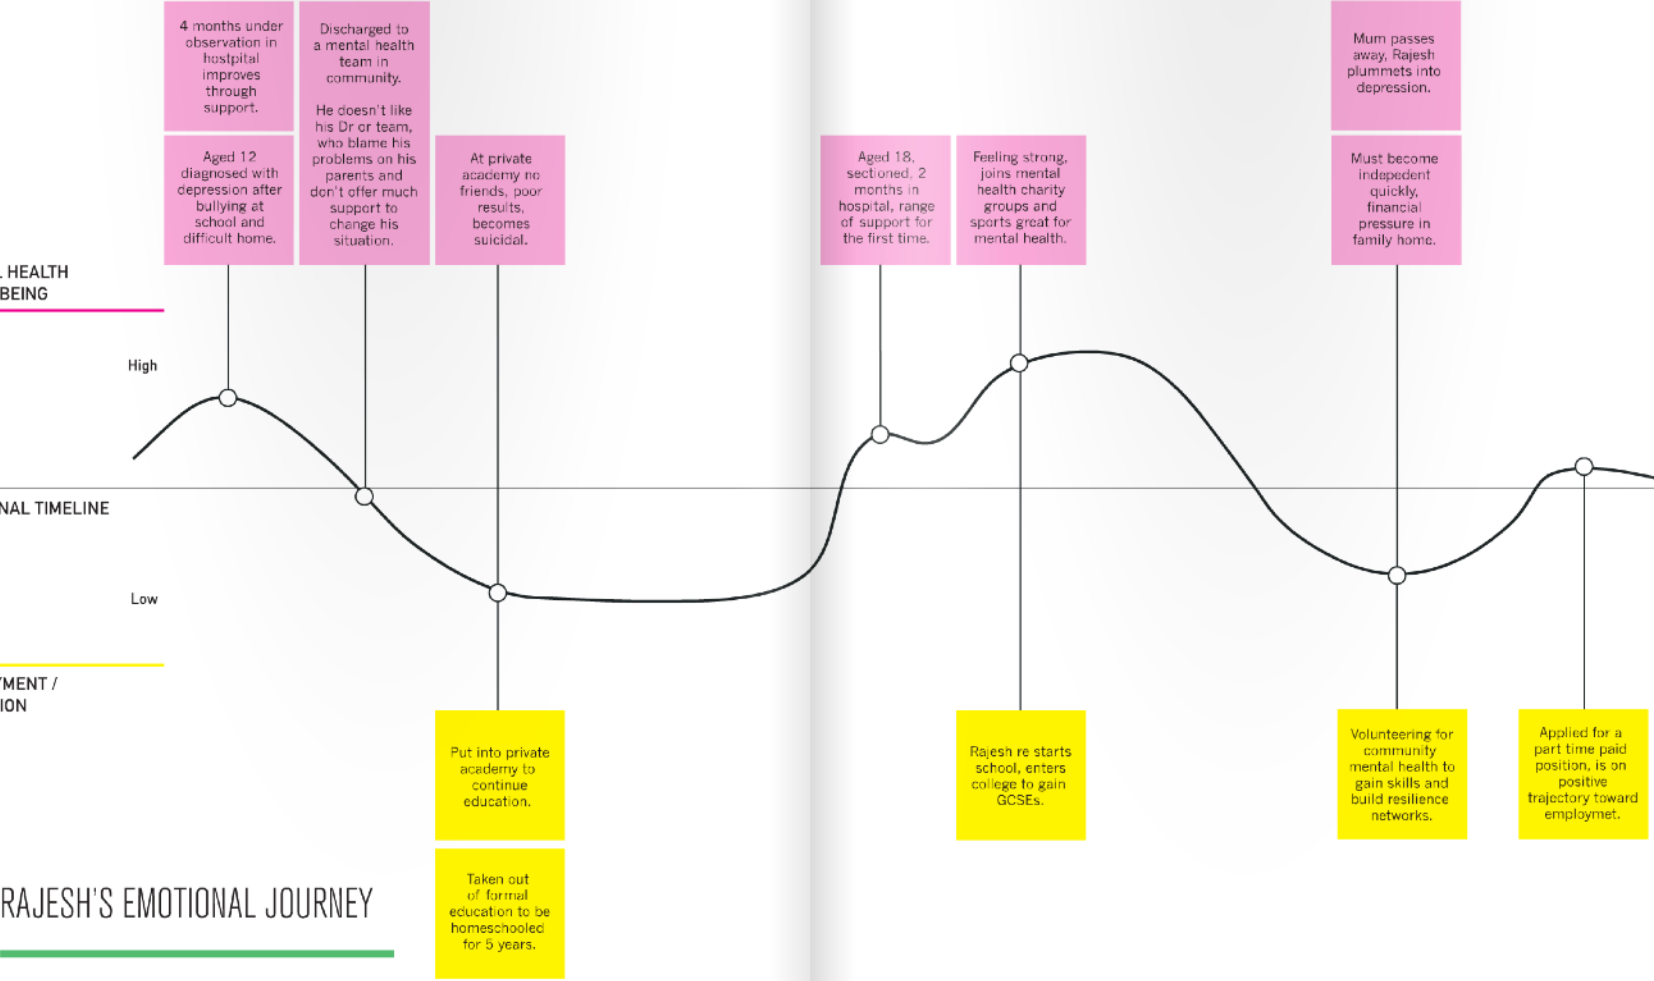 4 months under
observation in
hostpital
improves
through
support.
Aged 12
diagnosed with
depression after
bullying at
school and
difficult home.
Discharged to
a mental health
team in
community.
He doesn't like
his Dr or team,
who blame his
problems on his
parents and
don't offer much
support to
change his
situation.
At private
academy no
friends, poor
results,
becomes
suicidal.
Aged 18,
sectioned, 2
months in
hospital, range
of support for
the first time.
Feeling strong,
joins mental
health charity
groups and
sports great for
mental health.
Mum passes
away, Rajesh
plummets into
depression.
Must become
indepedent
quickly,
financial
pressure in
family home.
L HEALTH
BEING
High
NAL TIMELINE
Low
YMENT /
ION
Put into private
academy to
continue
education.
Taken out
of formal
education to be
homeschooled
for 5 years.
Rajesh re starts
school, enters
college to gain
GCSEs.
Volunteering for
community
mental health to
gain skills and
build resilience
networks.
Applied for a
part time paid
position, is on
positive
trajectory toward
employmet.
RAJESH'S EMOTIONAL JOURNEY